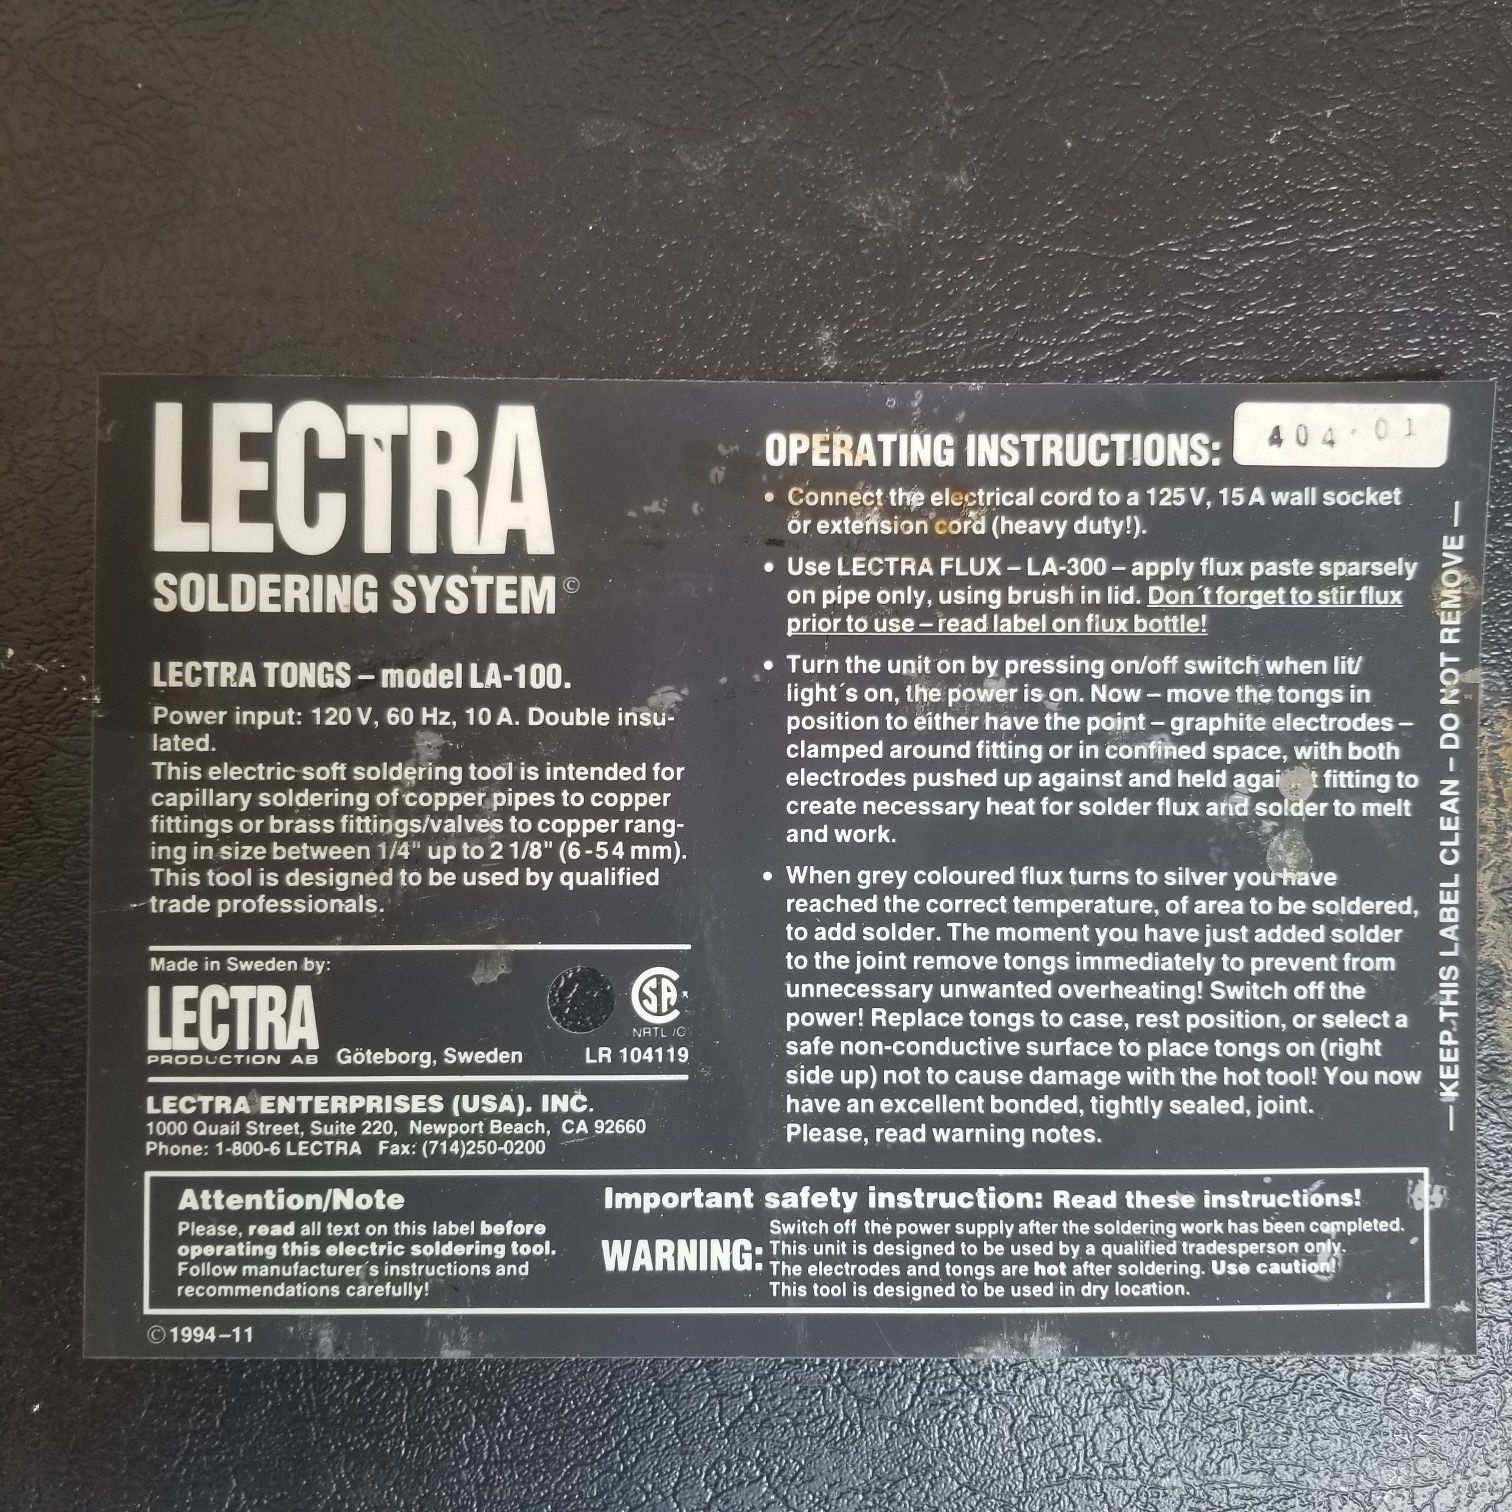 LECTRA
SOLDERING SYSTEM©
LECTRA TONGS – model LA-100.
Power input: 120 V, 60 Hz, 10 A. Double insu-
lated.
This electric soft soldering tool is intended for
capillary soldering of copper pipes to copper
fittings or brass fittings/valves to copper rang-
ing in size between 1/4" up to 2 1/8" (6-54 mm).
This tool is designed to be used by qualified
trade professionals.
Made in Sweden by:
LECTRA
PRODUCTION AB Göteborg, Sweden
SA
NRTL/C
LR 104119
LECTRA ENTERPRISES (USA). INC.
1000 Quail Street, Suite 220, Newport Beach, CA 92660
Phone: 1-800-6 LECTRA Fax: (714)250-0200
OPERATING INSTRUCTIONS:
404·01
• Connect the electrical cord to a 125 V, 15 A wall socket
or extension cord (heavy duty!).
• Use LECTRA FLUX – LA-300 – apply flux paste sparsely
on pipe only, using brush in lid. Don´t forget to stir flux
prior to use – read label on flux bottle!
• Turn the unit on by pressing on/off switch when lit/
light´s on, the power is on. Now – move the tongs in
position to either have the point – graphite electrodes –
clamped around fitting or in confined space, with both
electrodes pushed up against and held against fitting to
create necessary heat for solder flux and solder to melt
and work.
• When grey coloured flux turns to silver you have
reached the correct temperature, of area to be soldered,
to add solder. The moment you have just added solder
to the joint remove tongs immediately to prevent from
unnecessary unwanted overheating! Switch off the
power! Replace tongs to case, rest position, or select a
safe non-conductive surface to place tongs on (right
side up) not to cause damage with the hot tool! You now
have an excellent bonded, tightly sealed, joint.
Please, read warning notes.
— KEEP THIS LABEL CLEAN – DO NOT REMOVE —
Attention/Note
Please, read all text on this label before
operating this electric soldering tool.
Follow manufacturer´s instructions and
recommendations carefully!
Important safety instruction: Read these instructions!
WARNING:
Switch off the power supply after the soldering work has been completed.
This unit is designed to be used by a qualified tradesperson only.
The electrodes and tongs are hot after soldering. Use caution!
This tool is designed to be used in dry location.
© 1994–11